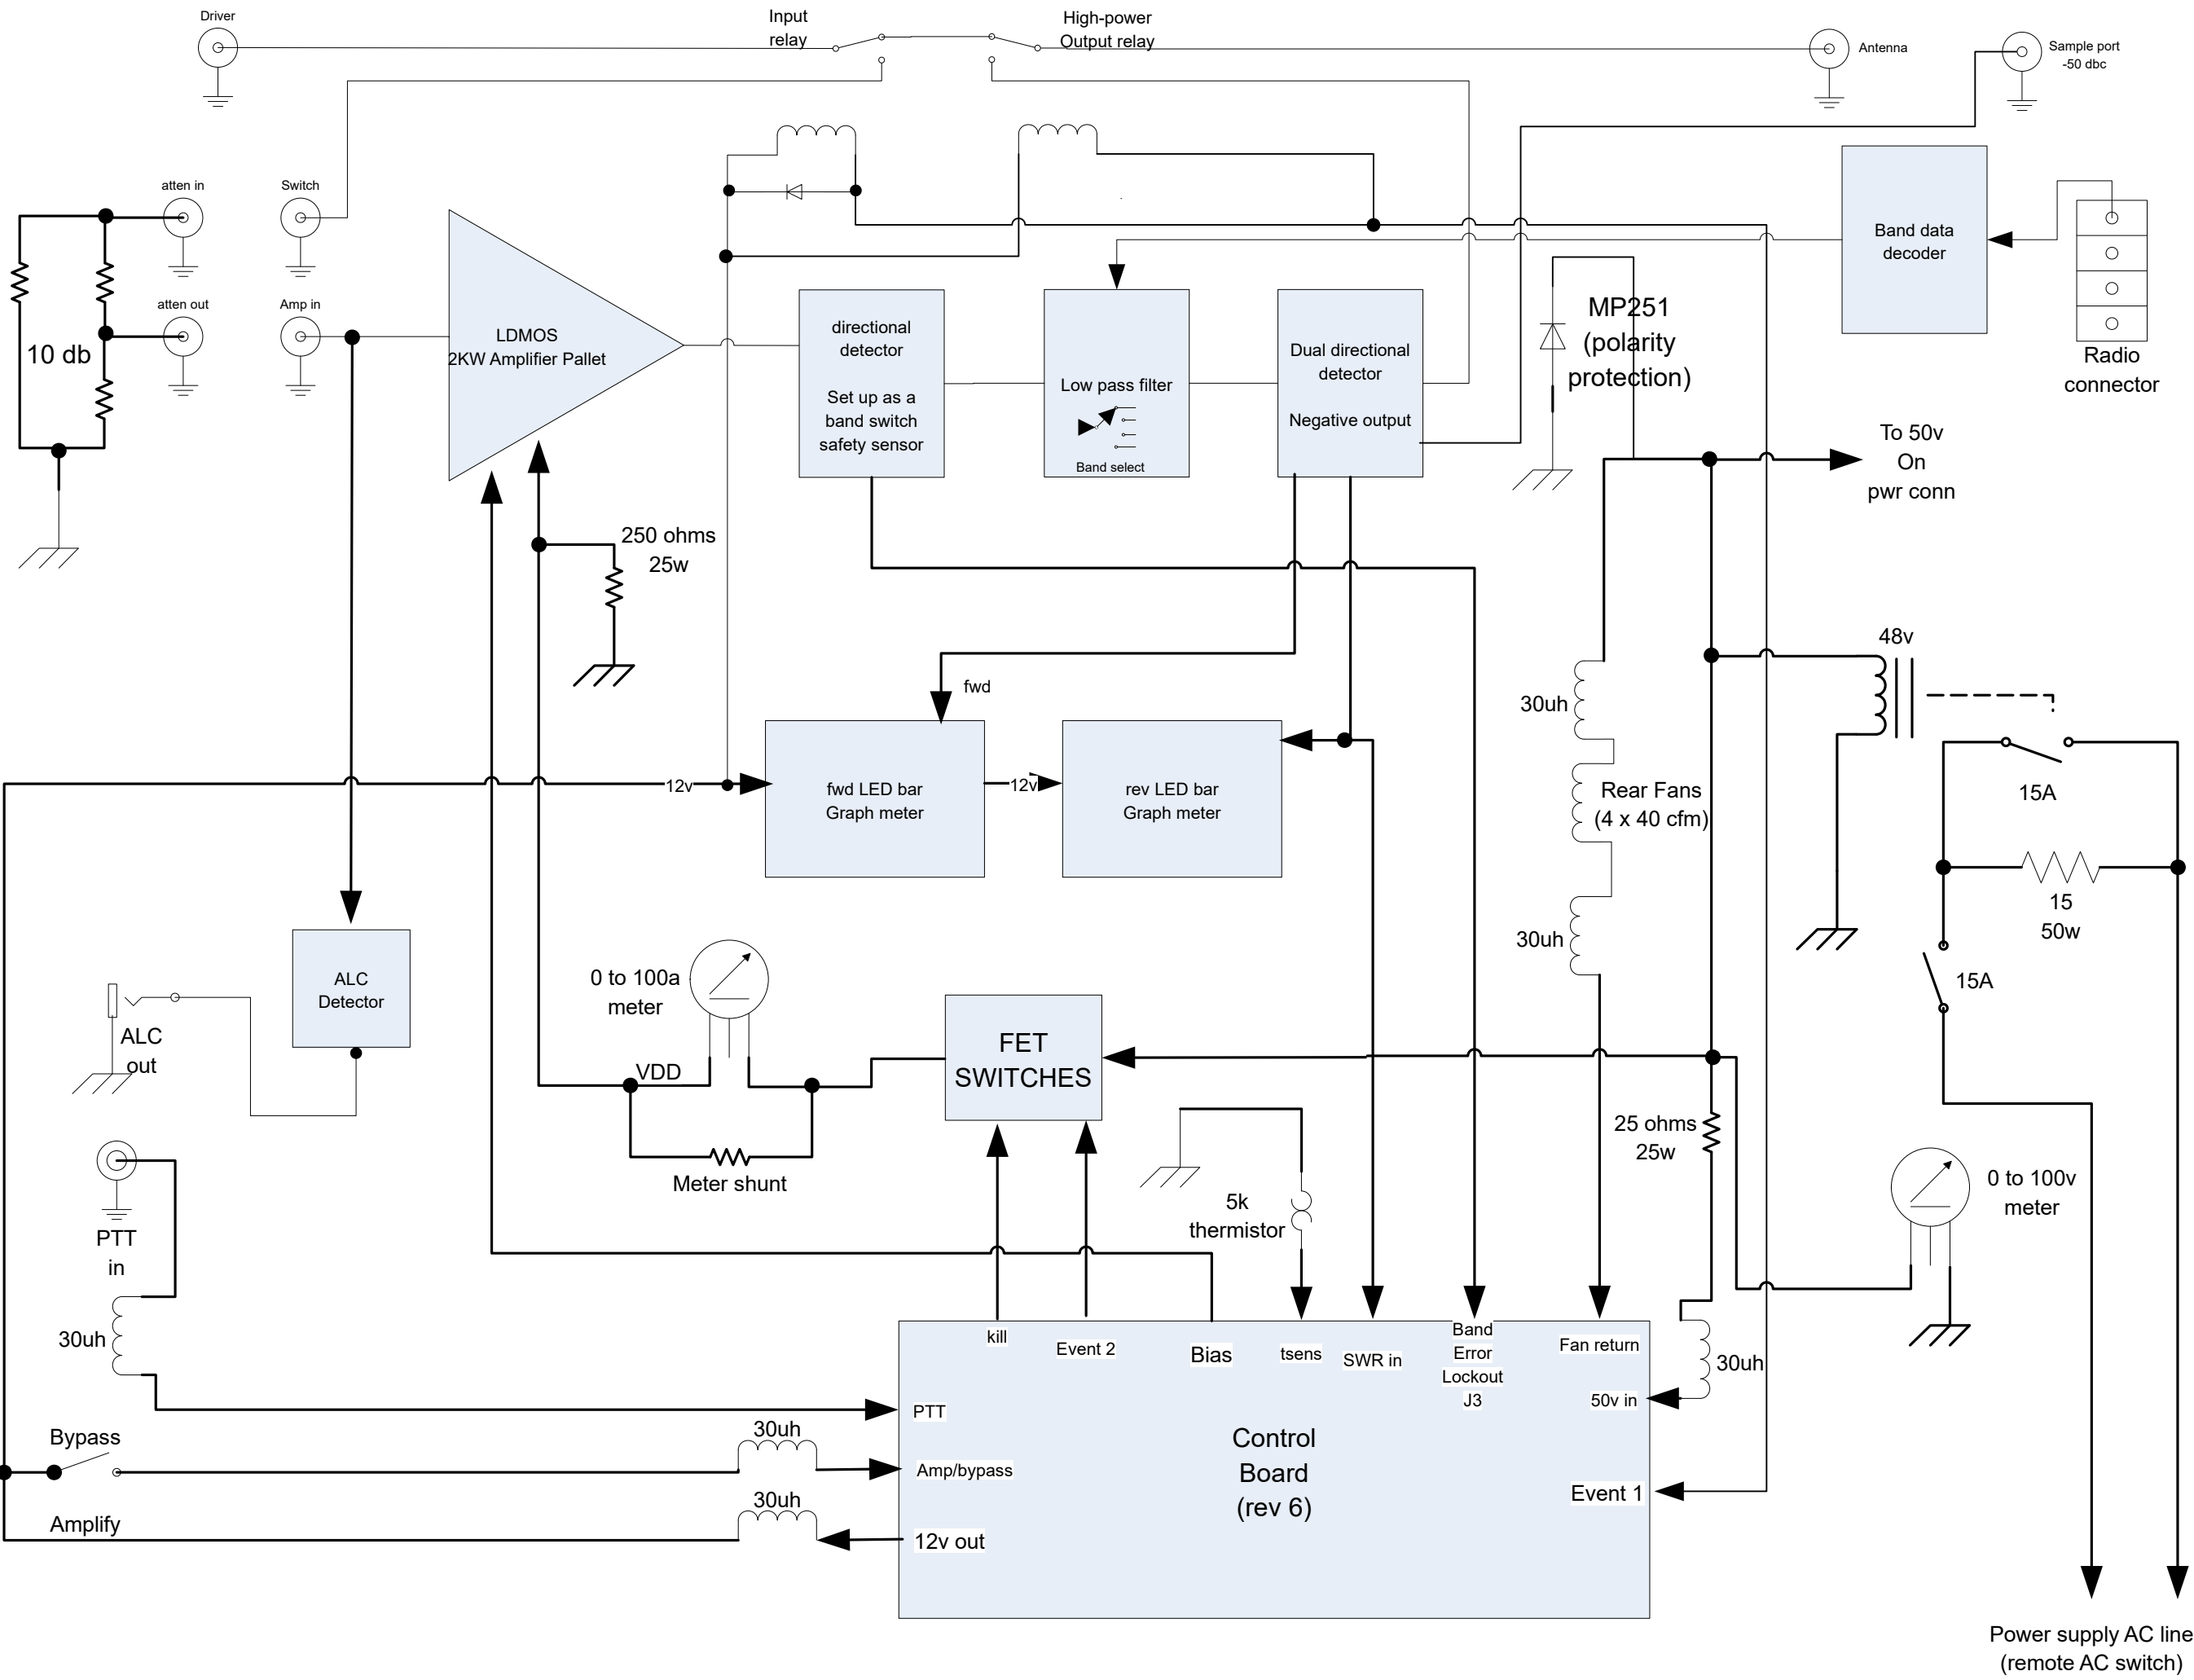 Driver
Input
relay
High-power
Output relay
Antenna
Sample port
-50 dbc
atten in
Switch
atten out
Amp in
10 db
LDMOS
2KW Amplifier Pallet
directional
detector
Set up as a
band switch
safety sensor
Low pass filter
Band select
Dual directional
detector
Negative output
MP251
(polarity
protection)
Band data
decoder
Radio
connector
To 50v
On
pwr conn
250 ohms
25w
fwd
12v
fwd LED bar
Graph meter
12v
rev LED bar
Graph meter
30uh
Rear Fans
(4 x 40 cfm)
30uh
48v
15A
15
50w
15A
ALC
Detector
ALC
out
0 to 100a
meter
VDD
Meter shunt
FET
SWITCHES
5k
thermistor
25 ohms
25w
0 to 100v
meter
PTT
in
30uh
kill
Event 2
Bias
tsens
SWR in
Band
Error
Lockout
J3
Fan return
50v in
30uh
PTT
Bypass
30uh
Amp/bypass
Control
Board
(rev 6)
Event 1
Amplify
30uh
12v out
Power supply AC line
(remote AC switch)